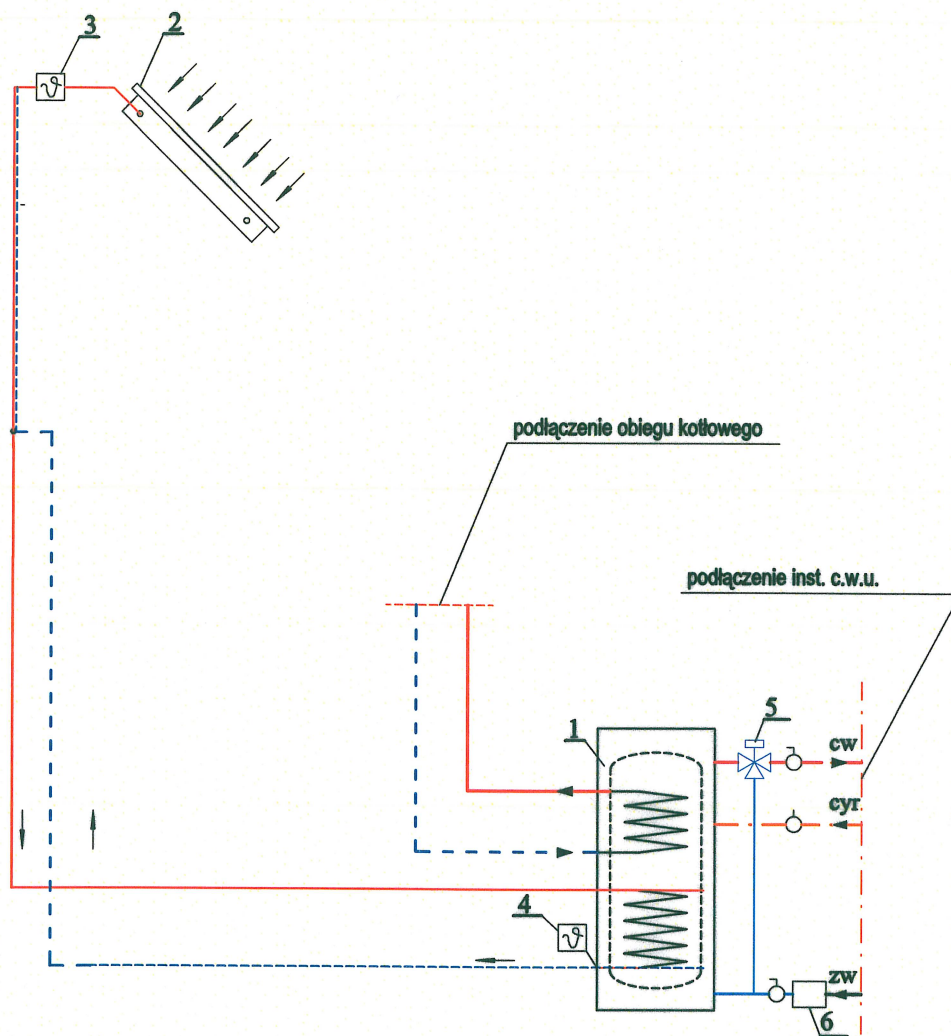 3
2
ϑ
podłączenie obiegu kotłowego
podłączenie inst. c.w.u.
1
5
cw
cyr
4
ϑ
zw
6